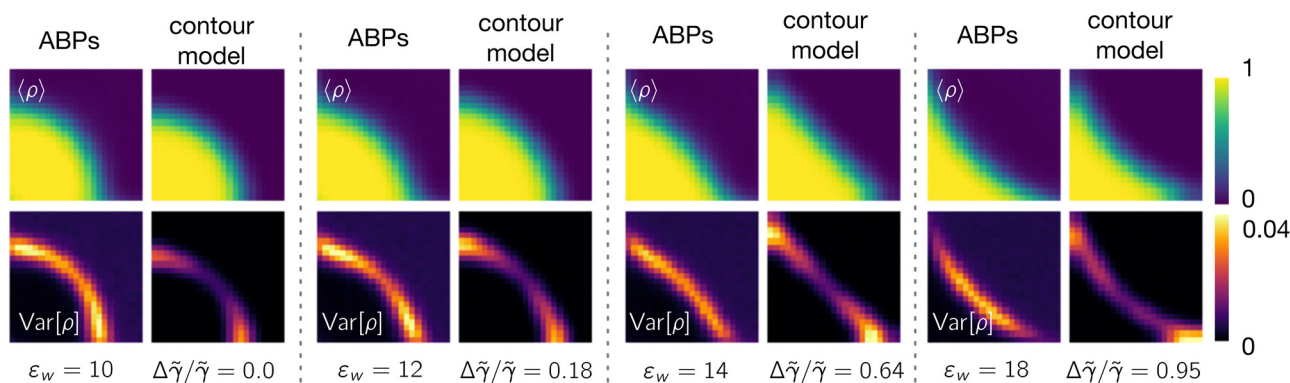 ABPs
contour
model
ABPs
contour
model
ABPs
contour
model
ABPs
contour
model
⟨ρ⟩
⟨ρ⟩
⟨ρ⟩
⟨ρ⟩
1
0
Var[ρ]
Var[ρ]
Var[ρ]
Var[ρ]
0.04
0
ε_w = 10
Δγ̃/γ̃ = 0.0
ε_w = 12
Δγ̃/γ̃ = 0.18
ε_w = 14
Δγ̃/γ̃ = 0.64
ε_w = 18
Δγ̃/γ̃ = 0.95